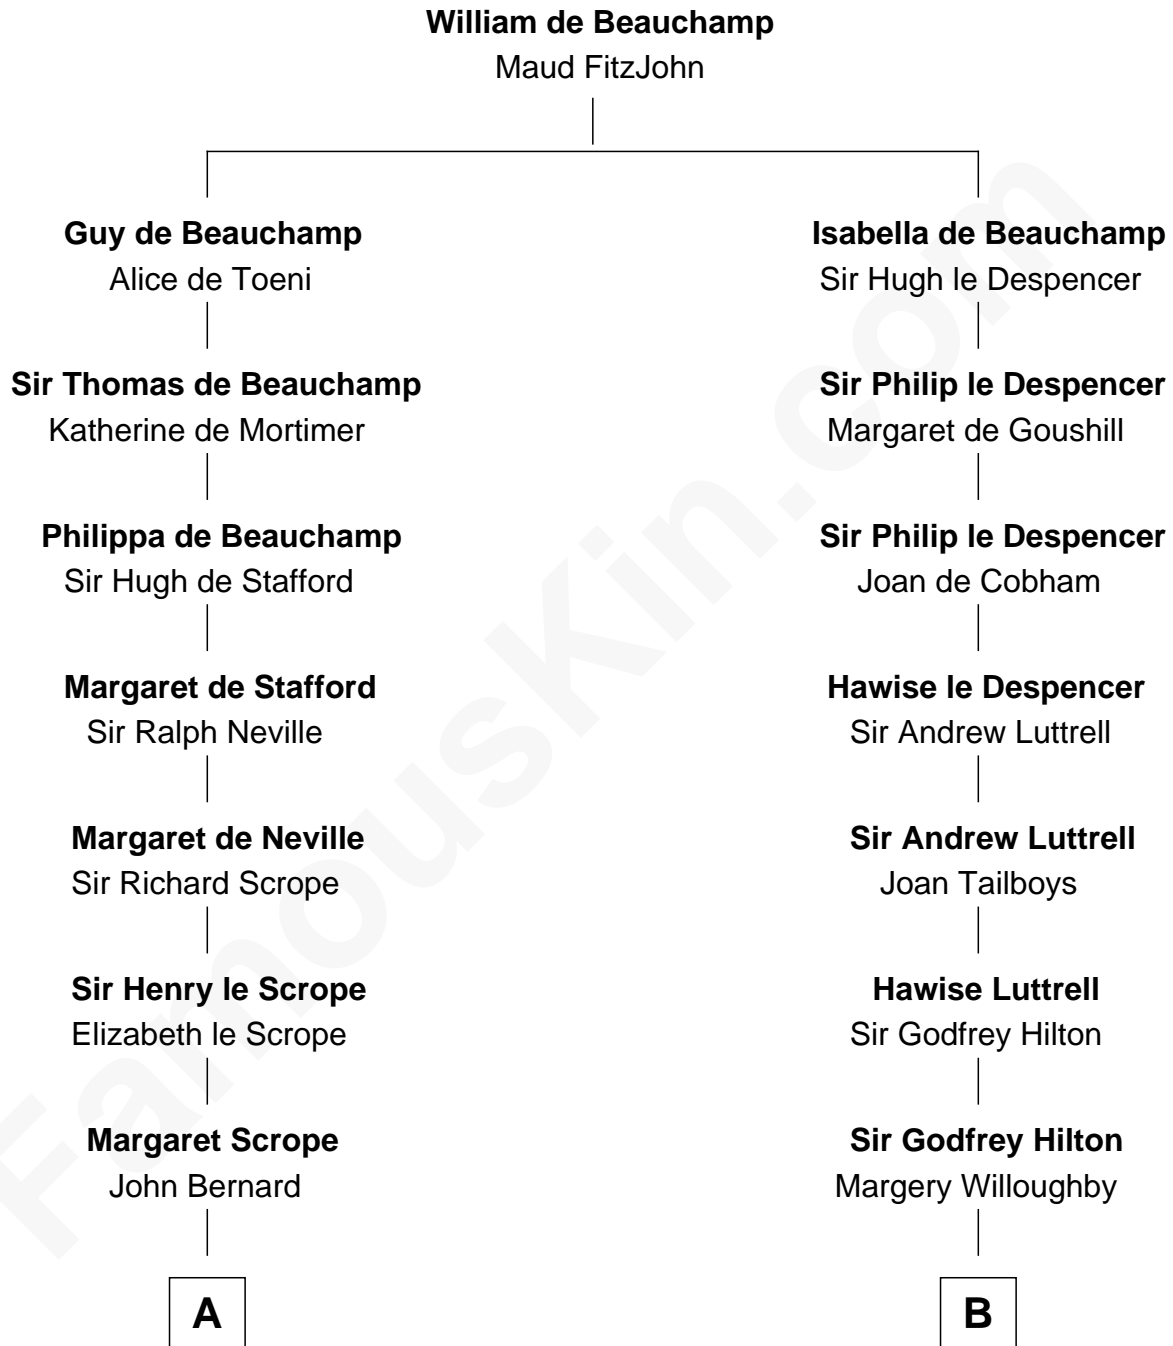 William de Beauchamp
Maud FitzJohn
Guy de Beauchamp
Alice de Toeni
Isabella de Beauchamp
Sir Hugh le Despencer
Sir Thomas de Beauchamp
Katherine de Mortimer
Sir Philip le Despencer
Margaret de Goushill
Philippa de Beauchamp
Sir Hugh de Stafford
Sir Philip le Despencer
Joan de Cobham
Margaret de Stafford
Sir Ralph Neville
Hawise le Despencer
Sir Andrew Luttrell
Margaret de Neville
Sir Richard Scrope
Sir Andrew Luttrell
Joan Tailboys
Sir Henry le Scrope
Elizabeth le Scrope
Hawise Luttrell
Sir Godfrey Hilton
Margaret Scrope
John Bernard
Sir Godfrey Hilton
Margery Willoughby
A
B
FamousKin.com